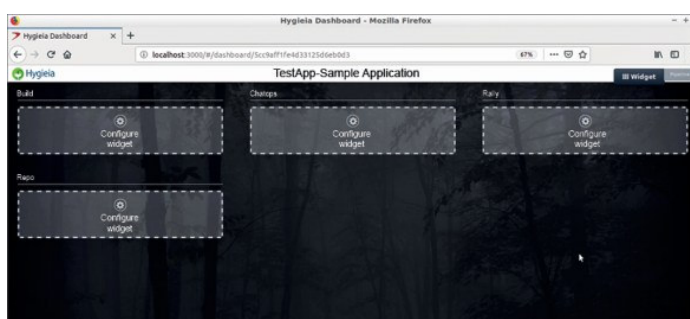 Hygieia Dashboard - Mozilla Firefox
Hygieia Dashboard × +
localhost:3000/#/dashboard/5cc9aff1fe4d33125d6eb0d3 67%
Hygieia TestApp-Sample Application Widget
Build Chatops Rally
Configure widget
Configure widget
Configure widget
Repo
Configure widget